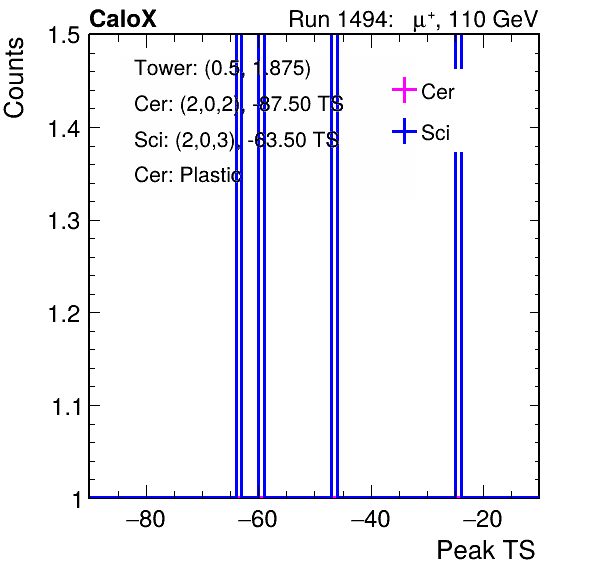 CaloX Run 1494: μ+, 110 GeV
Counts
1.5
1.4
1.3
1.2
1.1
1
Tower: (0.5, 1.875)
Cer: (2,0,2), -87.50 TS
Sci: (2,0,3), -63.50 TS
Cer: Plastic
Cer
Sci
−80 −60 −40 −20
Peak TS